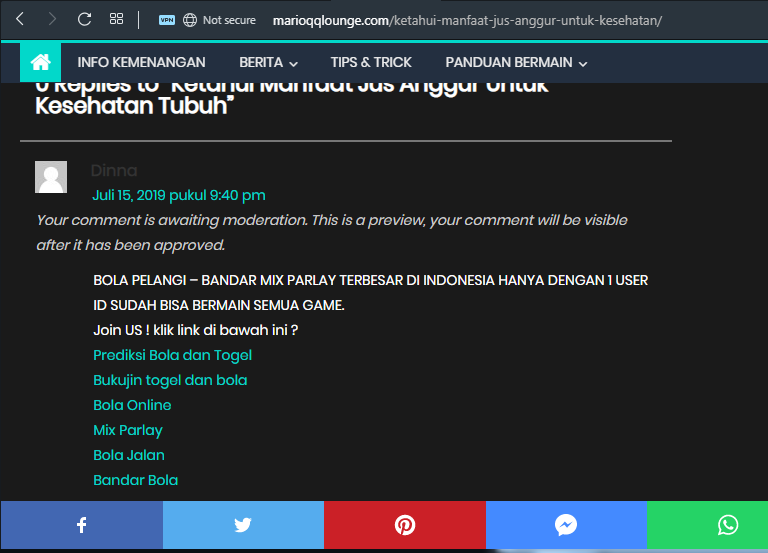 VPN Not secure marioqqlounge.com/ketahui-manfaat-jus-anggur-untuk-kesehatan/
INFO KEMENANGAN BERITA TIPS & TRICK PANDUAN BERMAIN
0 Replies to "Ketahui Manfaat Jus Anggur Untuk
Kesehatan Tubuh"
Dinna
Juli 15, 2019 pukul 9:40 pm
Your comment is awaiting moderation. This is a preview, your comment will be visible
after it has been approved.
BOLA PELANGI – BANDAR MIX PARLAY TERBESAR DI INDONESIA HANYA DENGAN 1 USER
ID SUDAH BISA BERMAIN SEMUA GAME.
Join US ! klik link di bawah ini ?
Prediksi Bola dan Togel
Bukujin togel dan bola
Bola Online
Mix Parlay
Bola Jalan
Bandar Bola